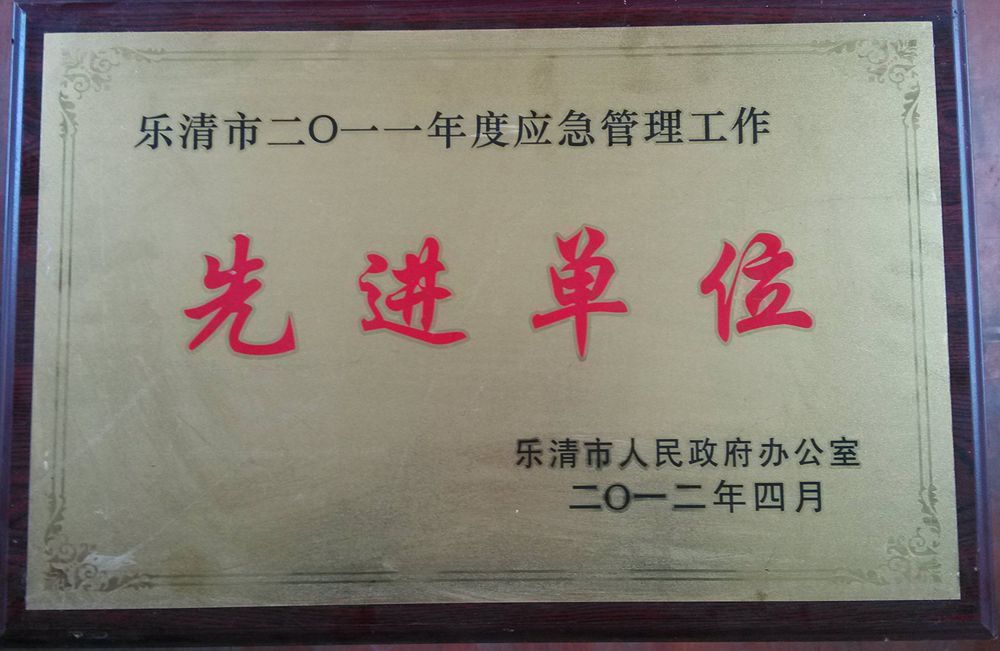 乐清市二〇一一年度应急管理工作
先进单位
乐清市人民政府办公室
二〇一二年四月